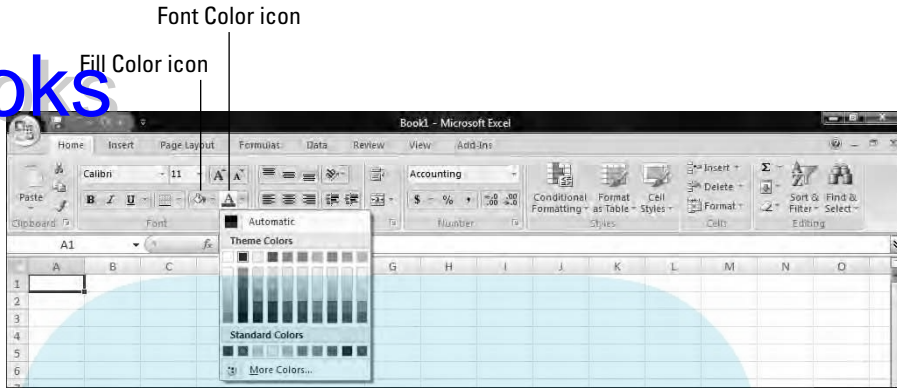 Font Color icon
Fill Color icon
oks
Book1 - Microsoft Excel
Home Insert Page Layout Formulas Data Review View Add-Ins
Calibri 11 A A Accounting Insert Σ
Paste Conditional Format Cell Delete Sort & Find &
B I U A $ % , Formatting as Table Styles Format Filter Select
Clipboard Font Number Styles Cells Editing
A1 fx
Automatic
Theme Colors
A B C G H I J K L M N O
1
2
3
4
Standard Colors
5
6
More Colors...